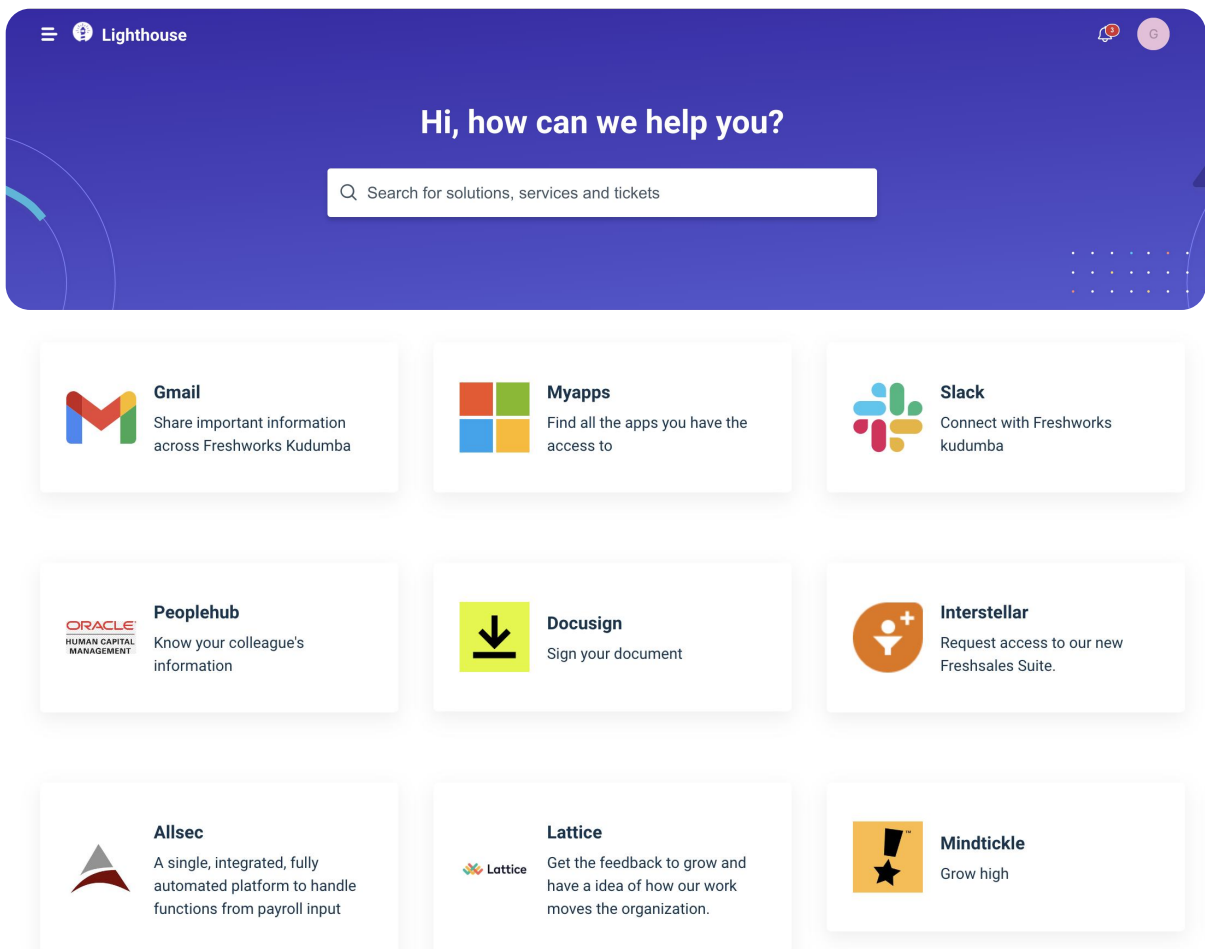 Lighthouse
3
G
Hi, how can we help you?
Search for solutions, services and tickets
Gmail
Share important information
across Freshworks Kudumba
Myapps
Find all the apps you have the
access to
Slack
Connect with Freshworks
kudumba
ORACLE
HUMAN CAPITAL
MANAGEMENT
Peoplehub
Know your colleague's
information
Docusign
Sign your document
Interstellar
Request access to our new
Freshsales Suite.
Allsec
A single, integrated, fully
automated platform to handle
functions from payroll input
Lattice
Lattice
Get the feedback to grow and
have a idea of how our work
moves the organization.
TM
Mindtickle
Grow high